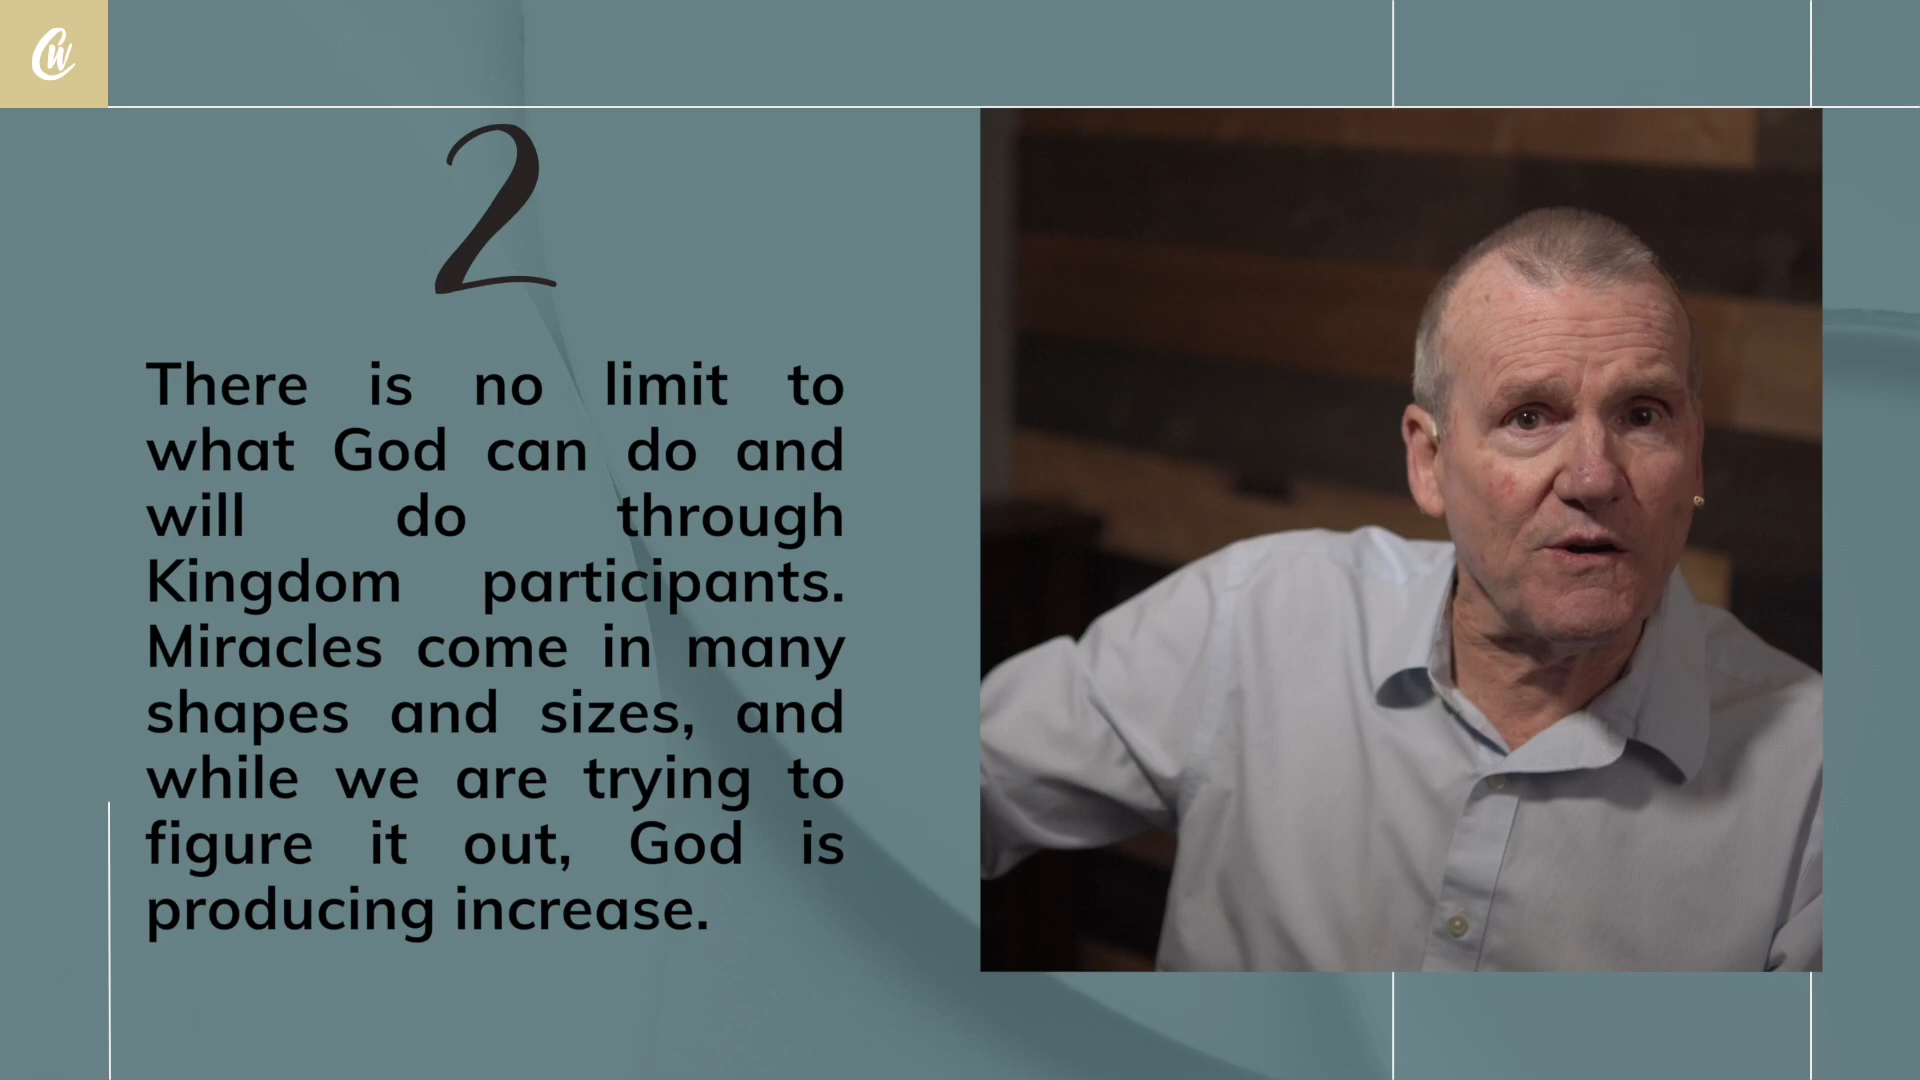 CW
2
There is no limit to
what God can do and
will do through
Kingdom participants.
Miracles come in many
shapes and sizes, and
while we are trying to
figure it out, God is
producing increase.